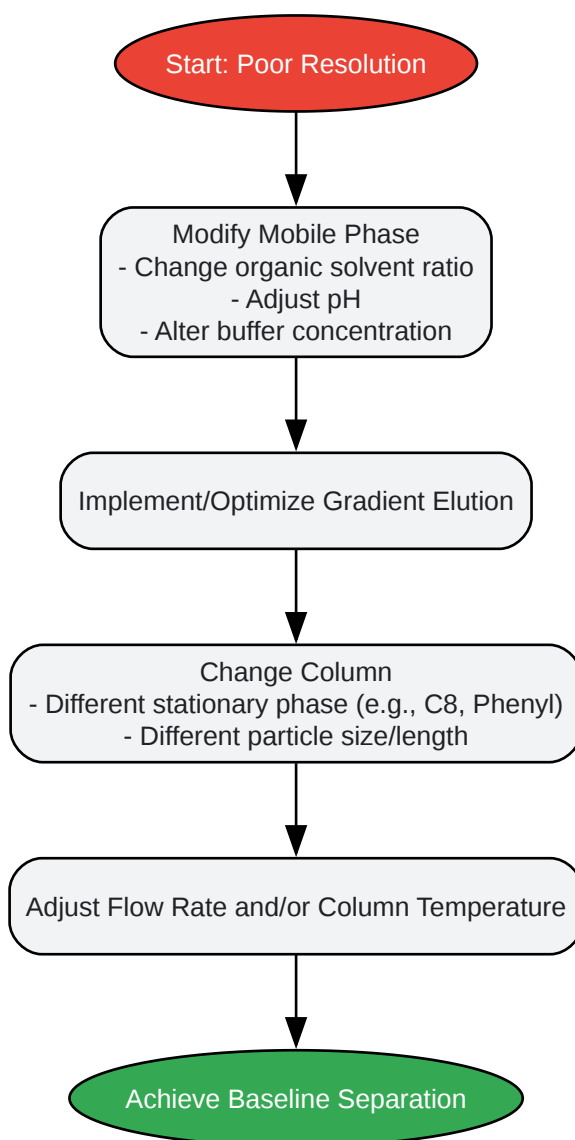 Start: Poor Resolution
Modify Mobile Phase
- Change organic solvent ratio
- Adjust pH
- Alter buffer concentration
Implement/Optimize Gradient Elution
Change Column
- Different stationary phase (e.g., C8, Phenyl)
- Different particle size/length
Adjust Flow Rate and/or Column Temperature
Achieve Baseline Separation